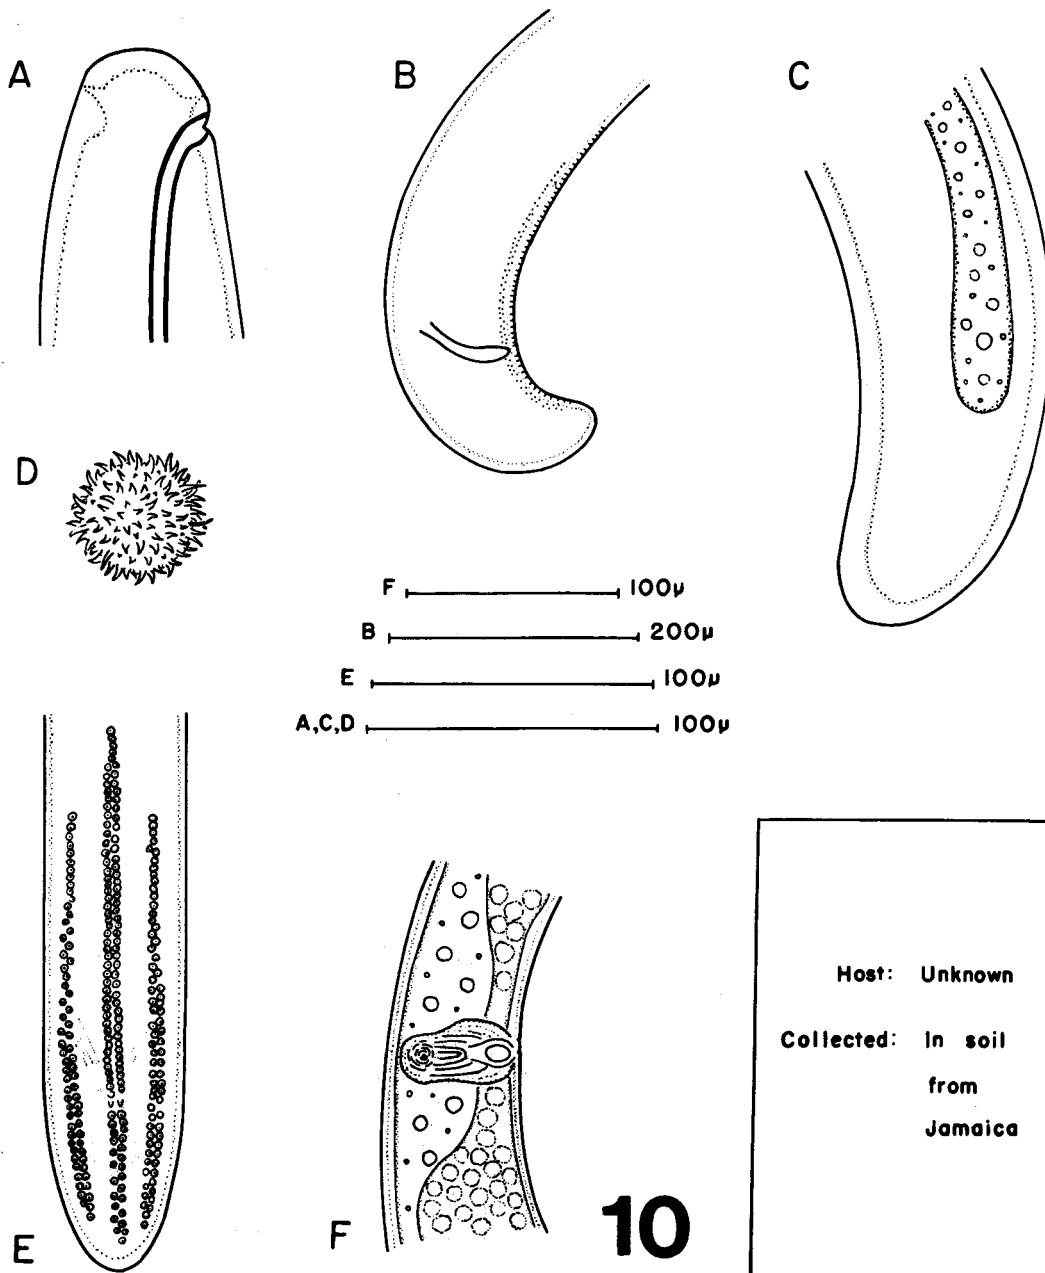 A
B
C
D
F 100μ
B 200μ
E 100μ
A,C,D 100μ
E
F
10
Host: Unknown
Collected: In soil
from
Jamaica